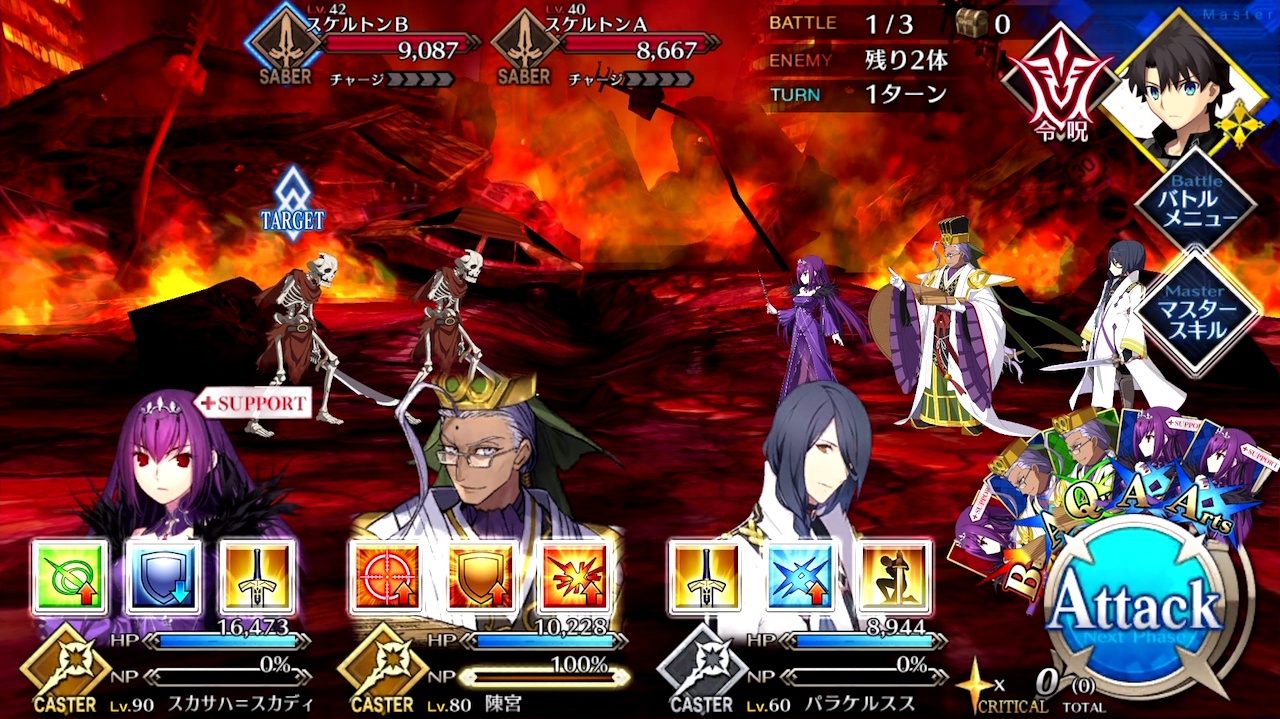 Lv.42
スケルトンB
9,087
SABER
チャージ
Lv.40
スケルトンA
8,667
SABER
チャージ
BATTLE 1/3
0
ENEMY 残り2体
TURN 1ターン
令呪
Master
Battle
バトル
メニュー
Master
マスター
スキル
TARGET
+SUPPORT
+SUPPORT
+SUPPORT
+SUPPORT
B
A
Q
A
Arts
Attack
Next Phase
HP 16,473
NP 0%
CASTER Lv.90 スカサハ=スカディ
HP 10,228
NP 100%
CASTER Lv.80 陳宮
HP 8,944
NP 0%
CASTER Lv.60 パラケルスス
x 0 (0)
CRITICAL TOTAL